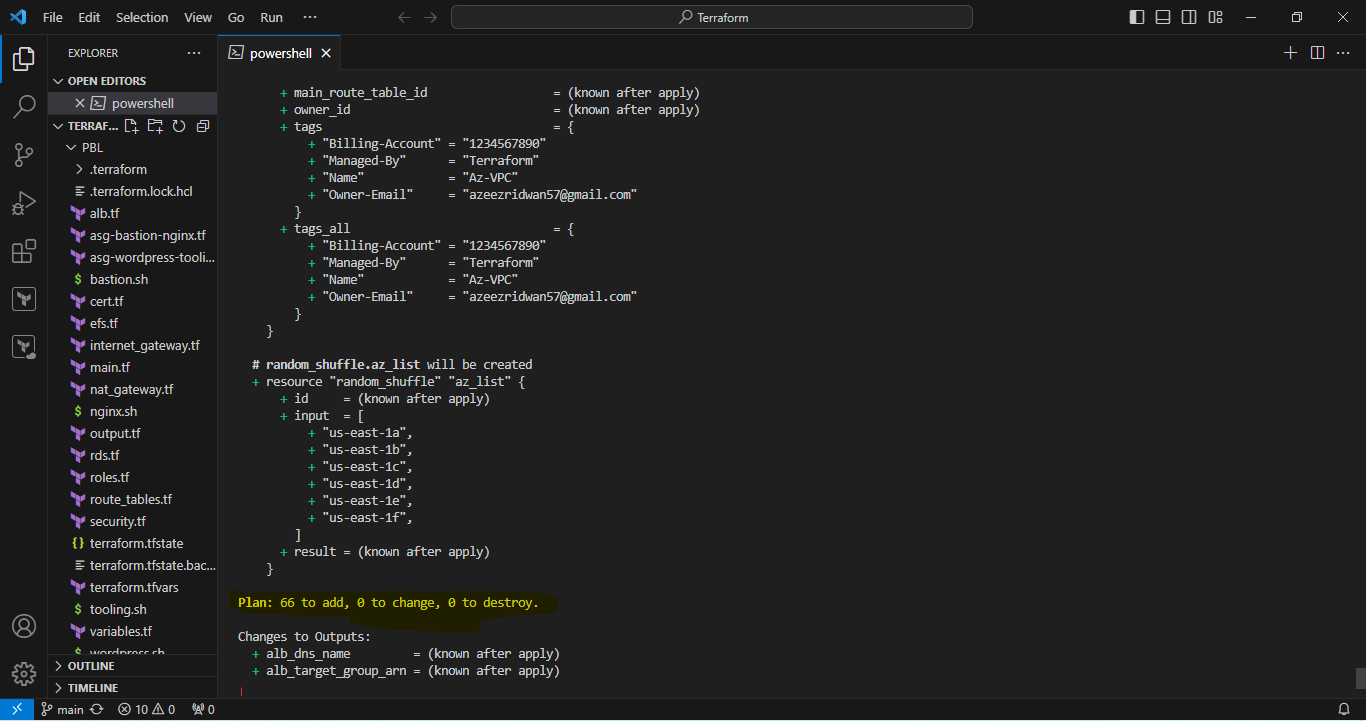 File Edit Selection View Go Run ···
Terraform
EXPLORER ···
OPEN EDITORS
powershell
TERRAF...
PBL
.terraform
.terraform.lock.hcl
alb.tf
asg-bastion-nginx.tf
asg-wordpress-tooli...
$ bastion.sh
cert.tf
efs.tf
internet_gateway.tf
main.tf
nat_gateway.tf
$ nginx.sh
output.tf
rds.tf
roles.tf
route_tables.tf
security.tf
{} terraform.tfstate
terraform.tfstate.bac...
terraform.tfvars
$ tooling.sh
variables.tf
$ wordpress.sh
OUTLINE
TIMELINE
powershell
+ main_route_table_id = (known after apply)
+ owner_id = (known after apply)
+ tags = {
+ "Billing-Account" = "1234567890"
+ "Managed-By" = "Terraform"
+ "Name" = "Az-VPC"
+ "Owner-Email" = "azeezridwan57@gmail.com"
}
+ tags_all = {
+ "Billing-Account" = "1234567890"
+ "Managed-By" = "Terraform"
+ "Name" = "Az-VPC"
+ "Owner-Email" = "azeezridwan57@gmail.com"
}
}
# random_shuffle.az_list will be created
+ resource "random_shuffle" "az_list" {
+ id = (known after apply)
+ input = [
+ "us-east-1a",
+ "us-east-1b",
+ "us-east-1c",
+ "us-east-1d",
+ "us-east-1e",
+ "us-east-1f",
]
+ result = (known after apply)
}
Plan: 66 to add, 0 to change, 0 to destroy.
Changes to Outputs:
+ alb_dns_name = (known after apply)
+ alb_target_group_arn = (known after apply)
main 10 0 0